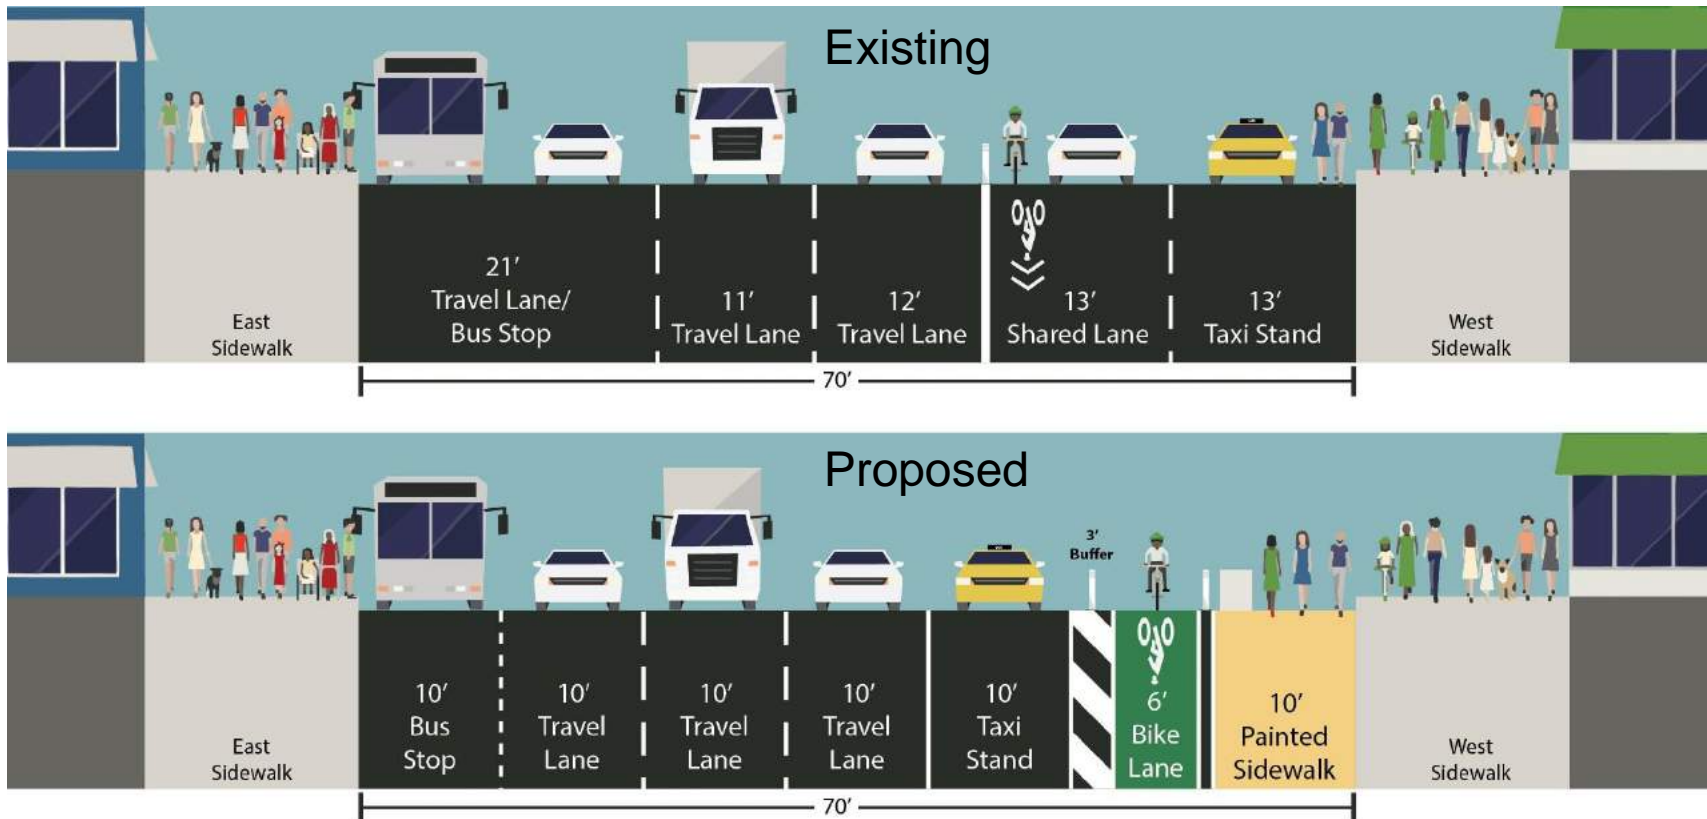 Existing
21′
Travel Lane/
Bus Stop
11′
Travel Lane
12′
Travel Lane
13′
Shared Lane
13′
Taxi Stand
East
Sidewalk
West
Sidewalk
70′
Proposed
3′
Buffer
10′
Bus
Stop
10′
Travel
Lane
10′
Travel
Lane
10′
Travel
Lane
10′
Taxi
Stand
6′
Bike
Lane
10′
Painted
Sidewalk
East
Sidewalk
West
Sidewalk
70′